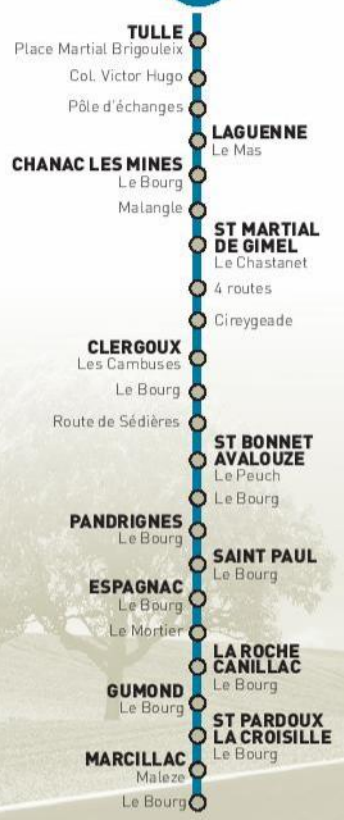 TULLE
Place Martial Brigouleix
Col. Victor Hugo
Pôle d'échanges
LAGUENNE
Le Mas
CHANAC LES MINES
Le Bourg
Malangle
ST MARTIAL
DE GIMEL
Le Chastanet
4 routes
Cireygeade
CLERGOUX
Les Cambuses
Le Bourg
Route de Sédières
ST BONNET
AVALOUZE
Le Peuch
Le Bourg
PANDRIGNES
Le Bourg
SAINT PAUL
Le Bourg
ESPAGNAC
Le Bourg
Le Mortier
LA ROCHE
CANILLAC
Le Bourg
GUMOND
Le Bourg
ST PARDOUX
LA CROISILLE
Le Bourg
MARCILLAC
Maleze
Le Bourg